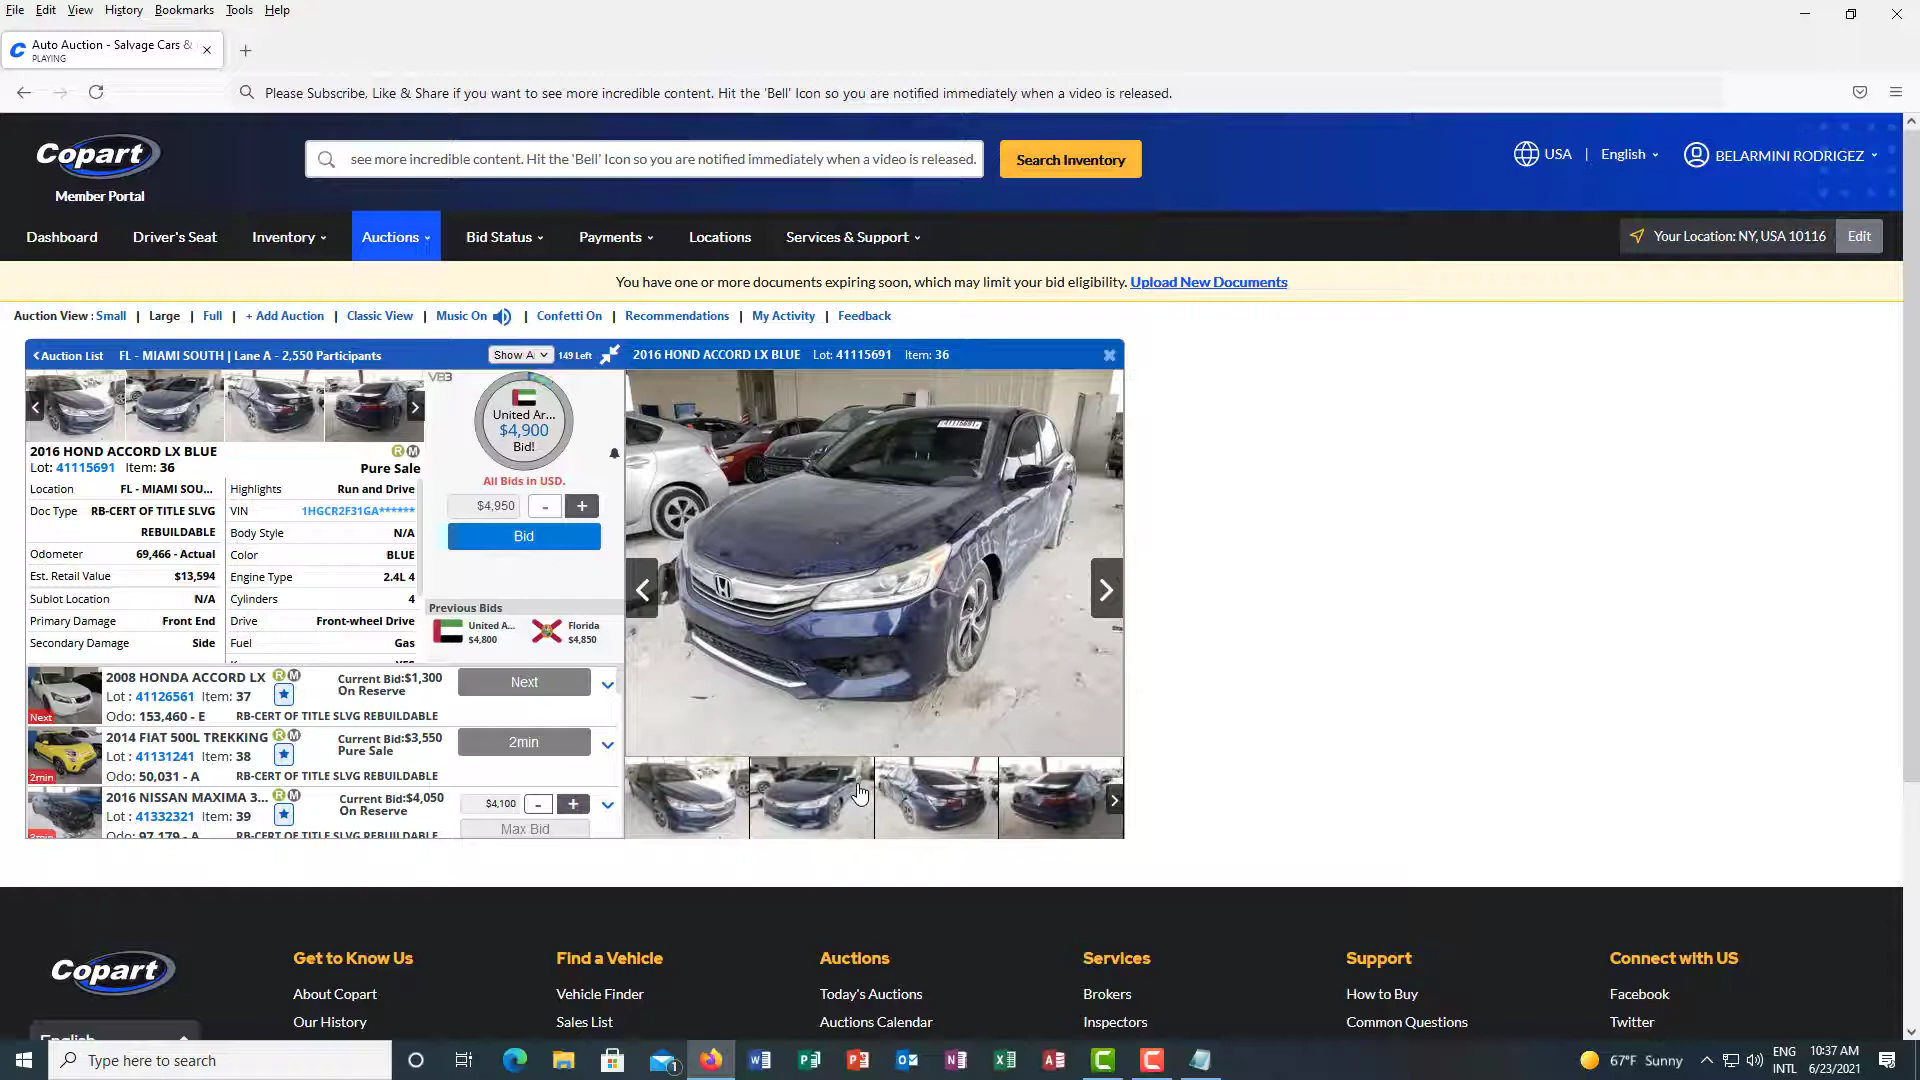 File Edit View History Bookmarks Tools Help
Auto Auction - Salvage Cars &
PLAYING
Please Subscribe, Like & Share if you want to see more incredible content. Hit the 'Bell' Icon so you are notified immediately when a video is released.
Copart
Member Portal
see more incredible content. Hit the 'Bell' Icon so you are notified immediately when a video is released.
Search Inventory
USA | English
BELARMINI RODRIGEZ
Dashboard Driver's Seat Inventory Auctions Bid Status Payments Locations Services & Support
Your Location: NY, USA 10116 Edit
You have one or more documents expiring soon, which may limit your bid eligibility. Upload New Documents
Auction View : Small | Large | Full | + Add Auction | Classic View | Music On | Confetti On | Recommendations | My Activity | Feedback
Auction List FL - MIAMI SOUTH | Lane A - 2,550 Participants
149 Left
2016 HOND ACCORD LX BLUE Lot: 41115691 Item: 36
VB3
United Ar...
$4,900
Bid!
All Bids in USD.
$4,950 - +
Bid
Previous Bids
United A...
$4,800
Florida
$4,850
2016 HOND ACCORD LX BLUE R M
Lot: 41115691 Item: 36 Pure Sale
Location FL - MIAMI SOU...
Doc Type RB-CERT OF TITLE SLVG
REBUILDABLE
Odometer 69,466 - Actual
Est. Retail Value $13,594
Sublot Location N/A
Primary Damage Front End
Secondary Damage Side
Highlights Run and Drive
VIN 1HGCR2F31GA******
Body Style N/A
Color BLUE
Engine Type 2.4L 4
Cylinders 4
Drive Front-wheel Drive
Fuel Gas
2008 HONDA ACCORD LX R M
Lot : 41126561 Item: 37
Odo: 153,460 - E RB-CERT OF TITLE SLVG REBUILDABLE
Current Bid:$1,300
On Reserve
Next
Next
2014 FIAT 500L TREKKING R M
Lot : 41131241 Item: 38
Odo: 50,031 - A RB-CERT OF TITLE SLVG REBUILDABLE
Current Bid:$3,550
Pure Sale
2min
2min
2016 NISSAN MAXIMA 3... R M
Lot : 41332321 Item: 39
Odo: 97,179 - A RB-CERT OF TITLE SLVG REBUILDABLE
Current Bid:$4,050
On Reserve
$4,100 - +
Max Bid
Copart
English
Get to Know Us
About Copart
Our History
Find a Vehicle
Vehicle Finder
Sales List
Auctions
Today's Auctions
Auctions Calendar
Services
Brokers
Inspectors
Support
How to Buy
Common Questions
Connect with US
Facebook
Twitter
Type here to search
67°F Sunny
ENG
INTL
10:37 AM
6/23/2021